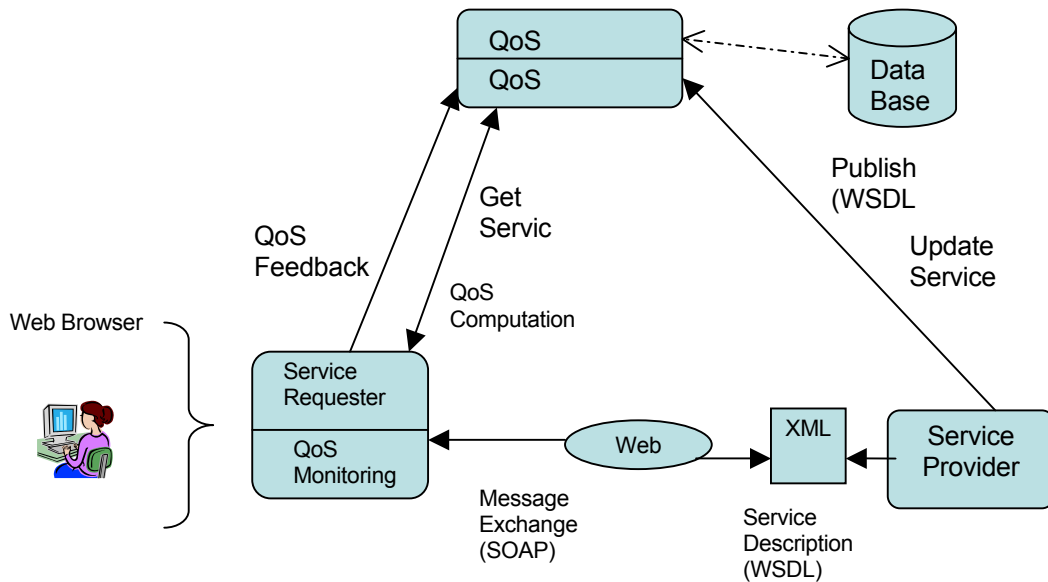 QoS
QoS
Data
Base
Publish
(WSDL
Update
Service
Get
Servic
QoS
Feedback
QoS
Computation
Web Browser
Service
Requester
QoS
Monitoring
Web
XML
Service
Provider
Message
Exchange
(SOAP)
Service
Description
(WSDL)